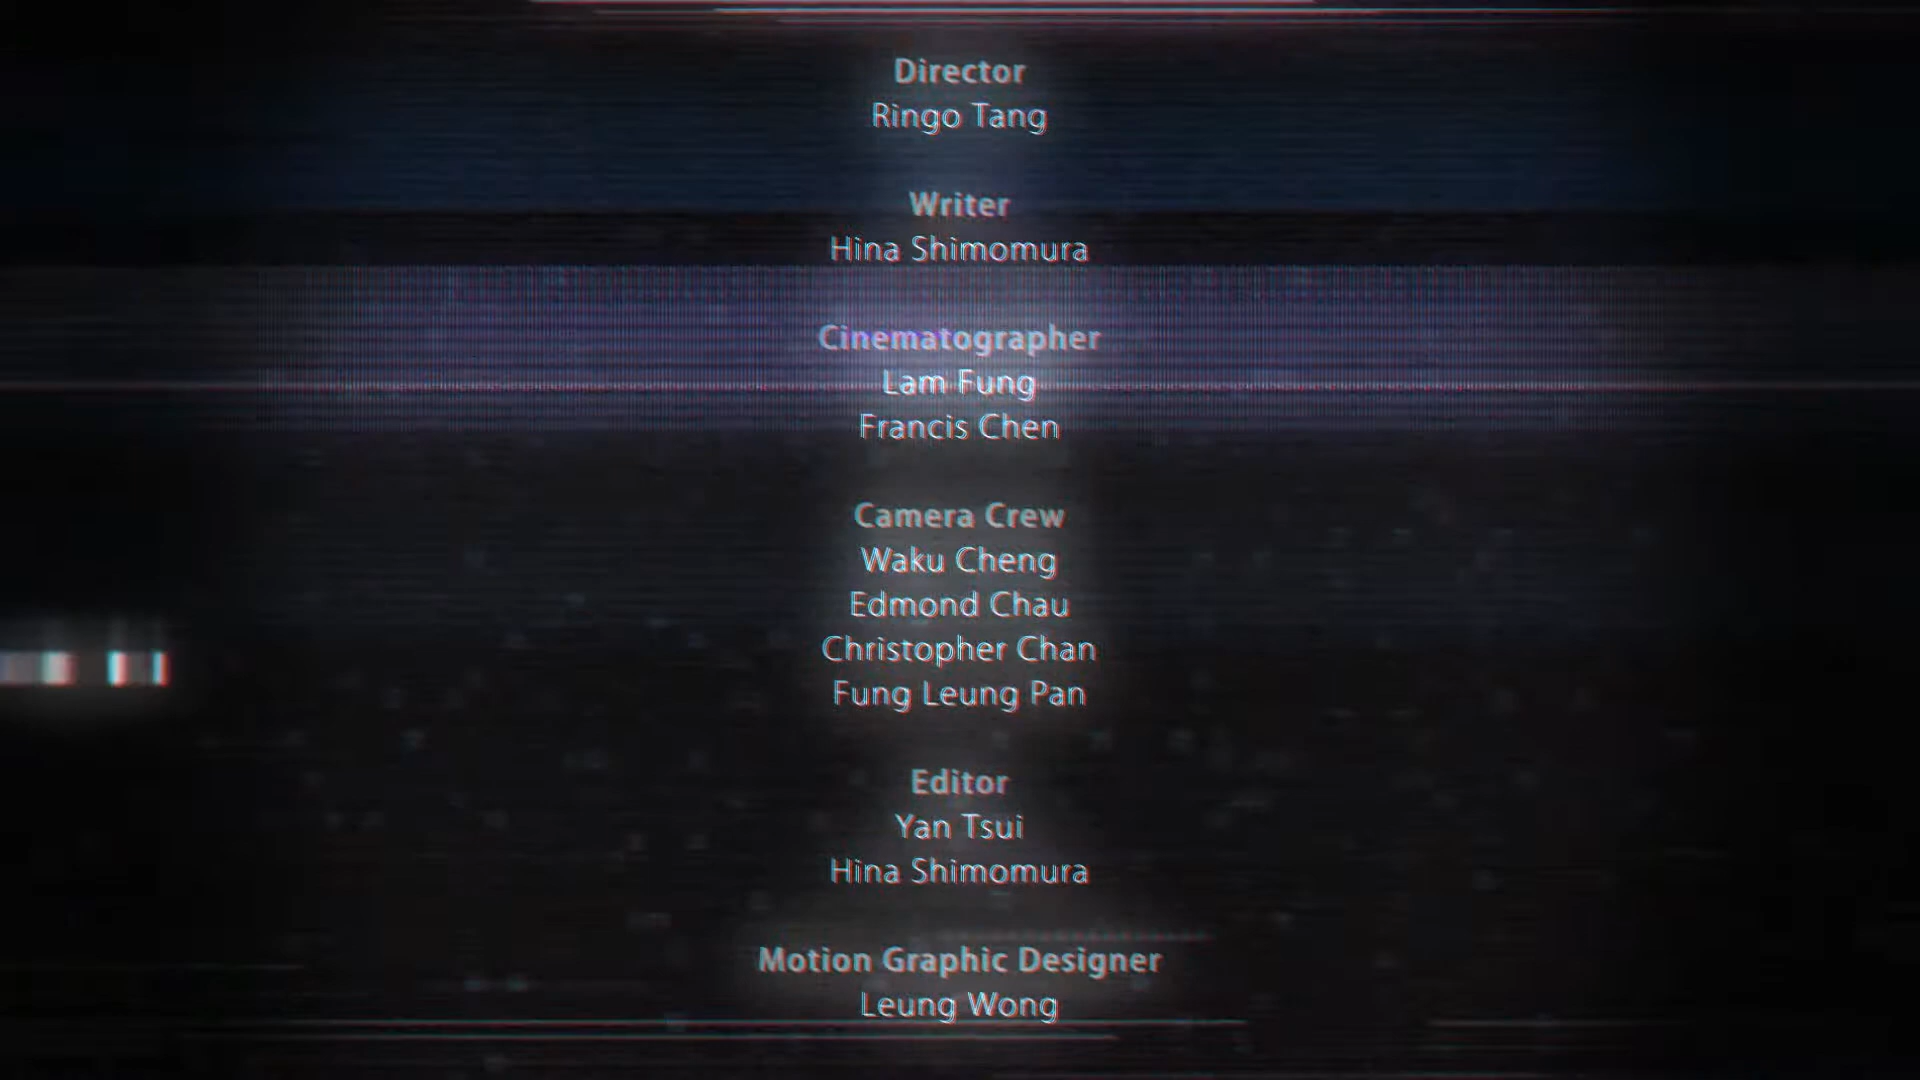 Director
Ringo Tang
Writer
Hina Shimomura
Cinematographer
Lam Fung
Francis Chen
Camera Crew
Waku Cheng
Edmond Chau
Christopher Chan
Fung Leung Pan
Editor
Yan Tsui
Hina Shimomura
Motion Graphic Designer
Leung Wong